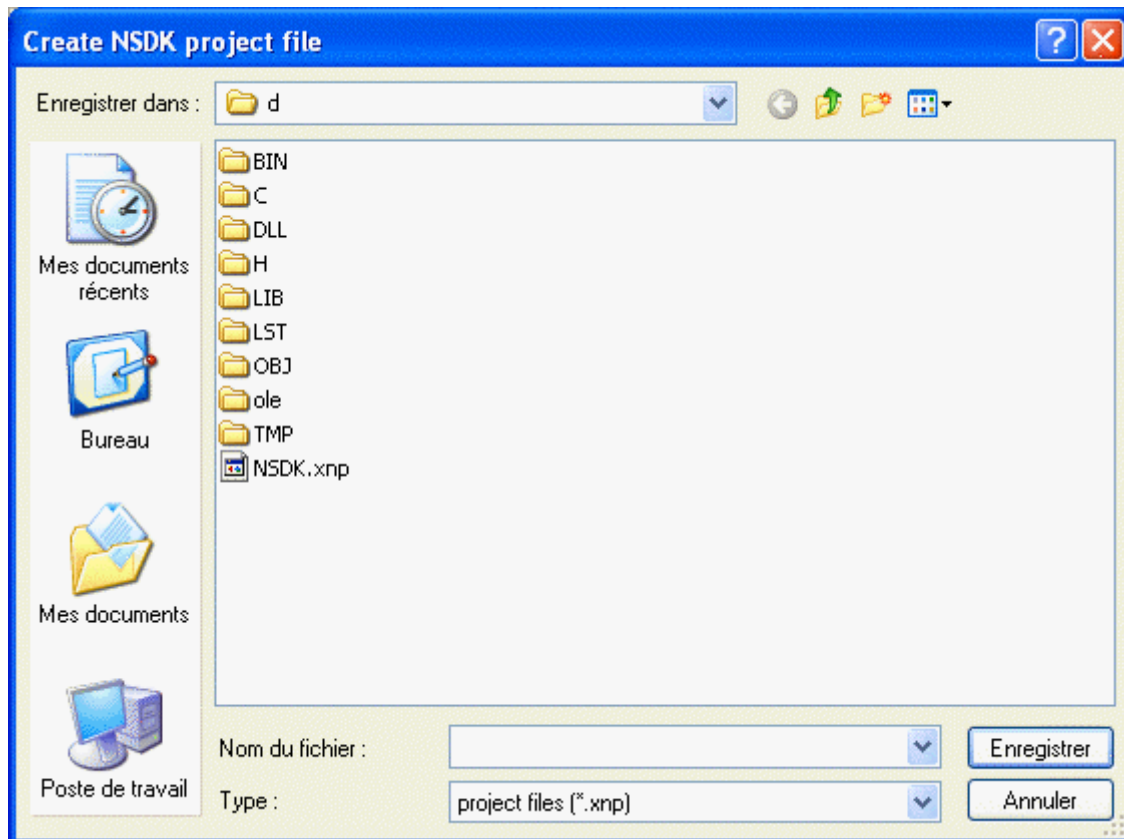 Create NSDK project file
Enregistrer dans : d
BIN
C
DLL
H
LIB
LST
OBJ
ole
TMP
NSDK.xnp
Mes documents
récents
Bureau
Mes documents
Poste de travail
Nom du fichier :
Enregistrer
Type : project files (*.xnp)
Annuler